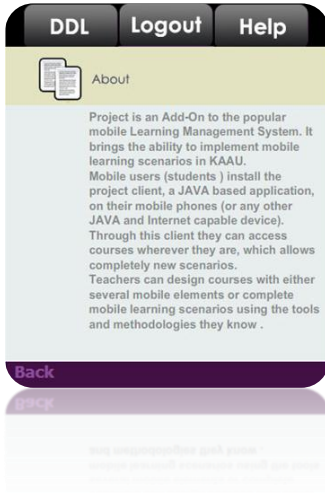 DDL Logout Help
About
Project is an Add-On to the popular
mobile Learning Management System. It
brings the ability to implement mobile
learning scenarios in KAAU.
Mobile users (students ) install the
project client, a JAVA based application,
on their mobile phones (or any other
JAVA and Internet capable device).
Through this client they can access
courses wherever they are, which allows
completely new scenarios.
Teachers can design courses with either
several mobile elements or complete
mobile learning scenarios using the tools
and methodologies they know .
Back